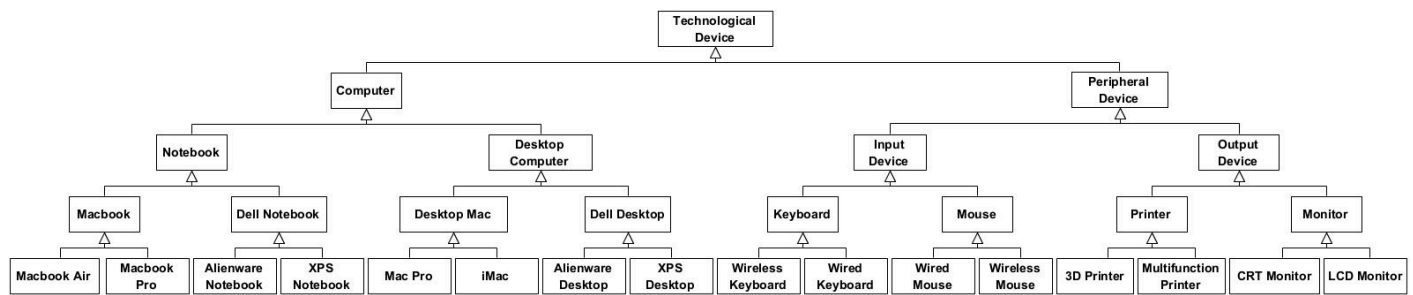 Technological
Device
Computer
Peripheral
Device
Notebook
Desktop
Computer
Input
Device
Output
Device
Macbook
Dell Notebook
Desktop Mac
Dell Desktop
Keyboard
Mouse
Printer
Monitor
Macbook Air
Macbook
Pro
Alienware
Notebook
XPS
Notebook
Mac Pro
iMac
Alienware
Desktop
XPS
Desktop
Wireless
Keyboard
Wired
Keyboard
Wired
Mouse
Wireless
Mouse
3D Printer
Multifunction
Printer
CRT Monitor
LCD Monitor